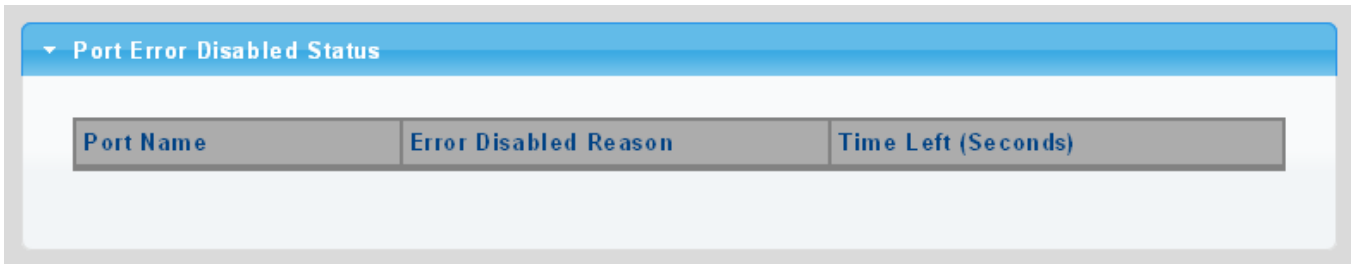 Port Error Disabled Status
Port Name Error Disabled Reason Time Left (Seconds)